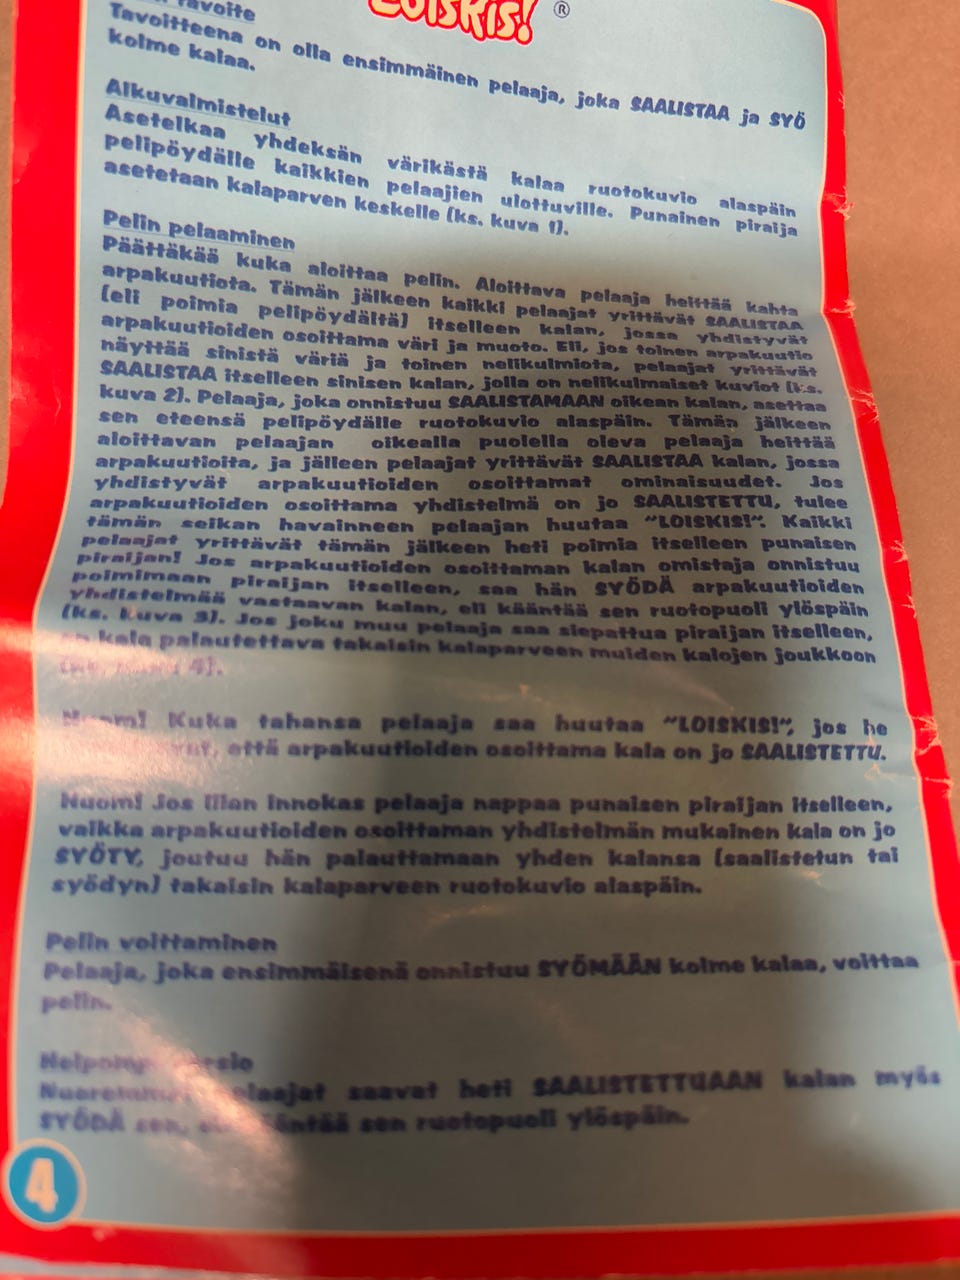 LOISKIS! ®
Tavoite
Tavoitteena on olla ensimmäinen pelaaja, joka SAALISTAA ja SYÖ
kolme kalaa.
Alkuvalmistelut
Asetelkaa yhdeksän värikästä kalaa ruotokuvio alaspäin
pelipöydälle kaikkien pelaajien ulottuville. Punainen piraija
asetetaan kalaparven keskelle (ks. kuva 1).
Pelin pelaaminen
Päättäkää kuka aloittaa pelin. Aloittava pelaaja heittää kahta
arpakuutiota. Tämän jälkeen kaikki pelaajat yrittävät SAALISTAA
(eli poimia pelipöydältä) itselleen kalan, jossa yhdistyvät
arpakuutioiden osoittama väri ja muoto. Eli, jos toinen arpakuutio
näyttää sinistä väriä ja toinen nelikulmiota, pelaajat yrittävät
SAALISTAA itselleen sinisen kalan, jolla on nelikulmaiset kuviot (ks.
kuva 2). Pelaaja, joka onnistuu SAALISTAMAAN oikean kalan, asettaa
sen eteensä pelipöydälle ruotokuvio alaspäin. Tämän jälkeen
aloittavan pelaajan oikealla puolella oleva pelaaja heittää
arpakuutioita, ja jälleen pelaajat yrittävät SAALISTAA kalan, jossa
yhdistyvät arpakuutioiden osoittamat ominaisuudet. Jos
arpakuutioiden osoittama yhdistelmä on jo SAALISTETTU, tulee
tämän seikan havainneen pelaajan huutaa "LOISKIS!". Kaikki
pelaajat yrittävät tämän jälkeen heti poimia itselleen punaisen
piraijan! Jos arpakuutioiden osoittaman kalan omistaja onnistuu
poimimaan piraijan itselleen, saa hän SYÖDÄ arpakuutioiden
yhdistelmää vastaavan kalan, eli kääntää sen ruotopuoli ylöspäin
(ks. kuva 3). Jos joku muu pelaaja saa siepattua piraijan itselleen,
on kala palautettava takaisin kalaparveen muiden kalojen joukkoon
(ks. kuva 4).
Huom! Kuka tahansa pelaaja saa huutaa "LOISKIS!", jos he
että arpakuutioiden osoittama kala on jo SAALISTETTU.
Huom! Jos liian innokas pelaaja nappaa punaisen piraijan itselleen,
vaikka arpakuutioiden osoittaman yhdistelmän mukainen kala on jo
SYÖTY, joutuu hän palauttamaan yhden kalansa (saalistetun tai
syödyn) takaisin kalaparveen ruotokuvio alaspäin.
Pelin voittaminen
Pelaaja, joka ensimmäisenä onnistuu SYÖMÄÄN kolme kalaa, voittaa
pelin.
Helpompi versio
Nuoremmat pelaajat saavat heti SAALISTETTUAAN kalan myös
SYÖDÄ sen, eli kääntää sen ruotopuoli ylöspäin.
4